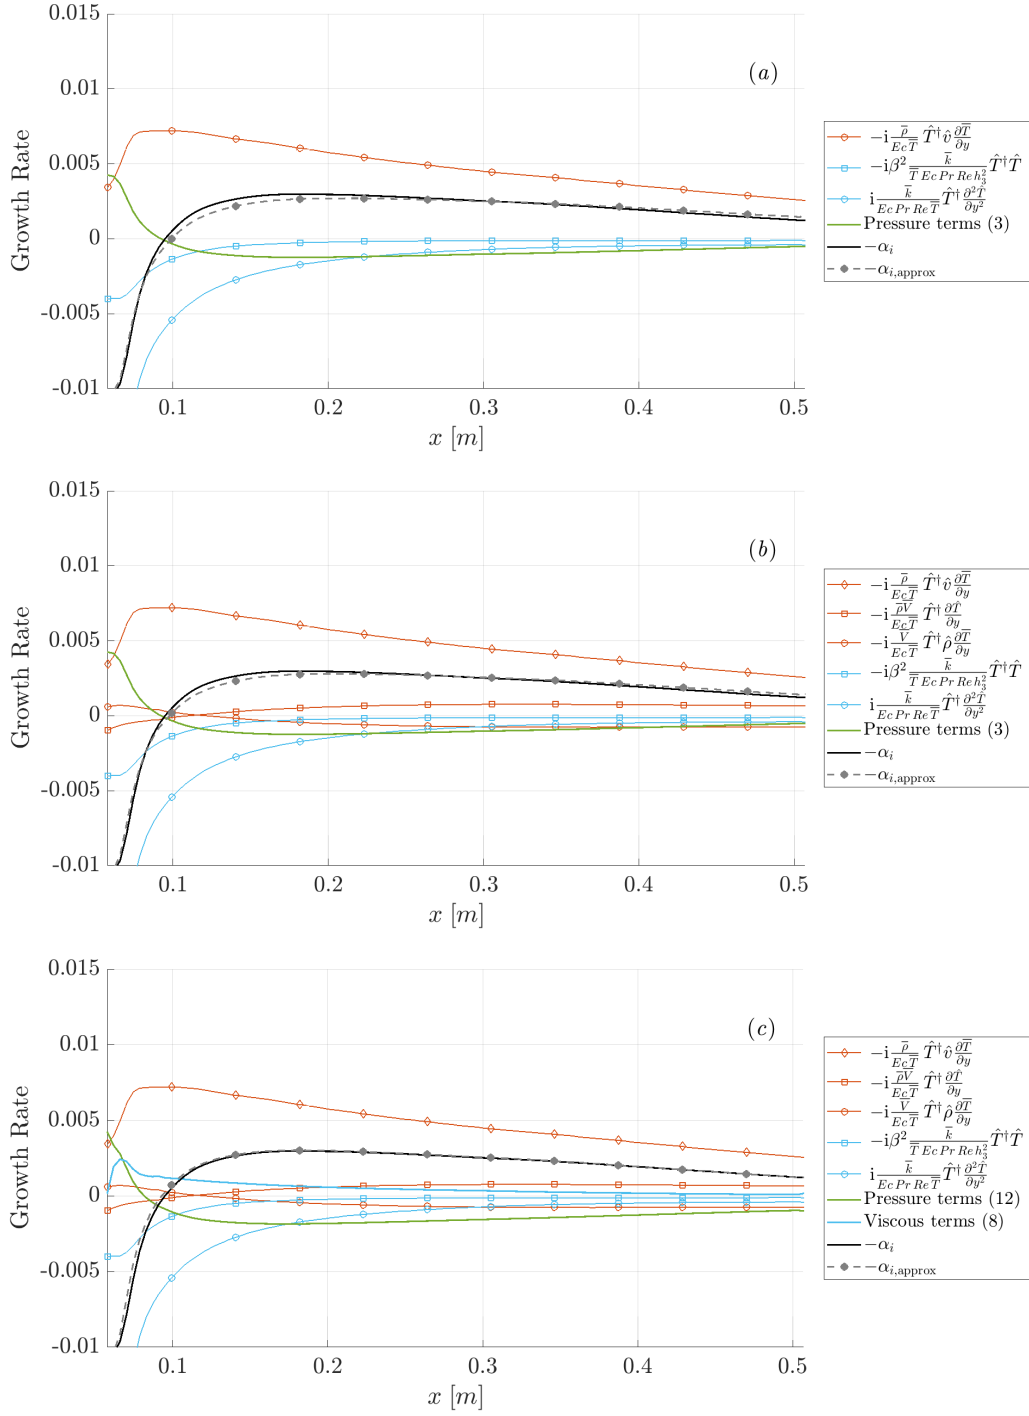 0.015
0.01
0.005
0
-0.005
-0.01
Growth Rate
0.1 0.2 0.3 0.4 0.5
x [m]
(a)
−i ρ̅/(Ec T̅) T̂† v̂ ∂T̅/∂y
−iβ² k̅/(T̅ Ec Pr Re h₃²) T̂†T̂
i k̅/(Ec Pr Re T̅) T̂† ∂²T̂/∂y²
Pressure terms (3)
−αᵢ
−αi,approx
0.015
0.01
0.005
0
-0.005
-0.01
Growth Rate
0.1 0.2 0.3 0.4 0.5
x [m]
(b)
−i ρ̅/(Ec T̅) T̂† v̂ ∂T̅/∂y
−i ρ̅V̅/(Ec T̅) T̂† ∂T̂/∂y
−i V̅/(Ec T̅) T̂† ρ̂ ∂T̅/∂y
−iβ² k̅/(T̅ Ec Pr Re h₃²) T̂†T̂
i k̅/(Ec Pr Re T̅) T̂† ∂²T̂/∂y²
Pressure terms (3)
−αᵢ
−αi,approx
0.015
0.01
0.005
0
-0.005
-0.01
Growth Rate
0.1 0.2 0.3 0.4 0.5
x [m]
(c)
−i ρ̅/(Ec T̅) T̂† v̂ ∂T̅/∂y
−i ρ̅V̅/(Ec T̅) T̂† ∂T̂/∂y
−i V̅/(Ec T̅) T̂† ρ̂ ∂T̅/∂y
−iβ² k̅/(T̅ Ec Pr Re h₃²) T̂†T̂
i k̅/(Ec Pr Re T̅) T̂† ∂²T̂/∂y²
Pressure terms (12)
Viscous terms (8)
−αᵢ
−αi,approx